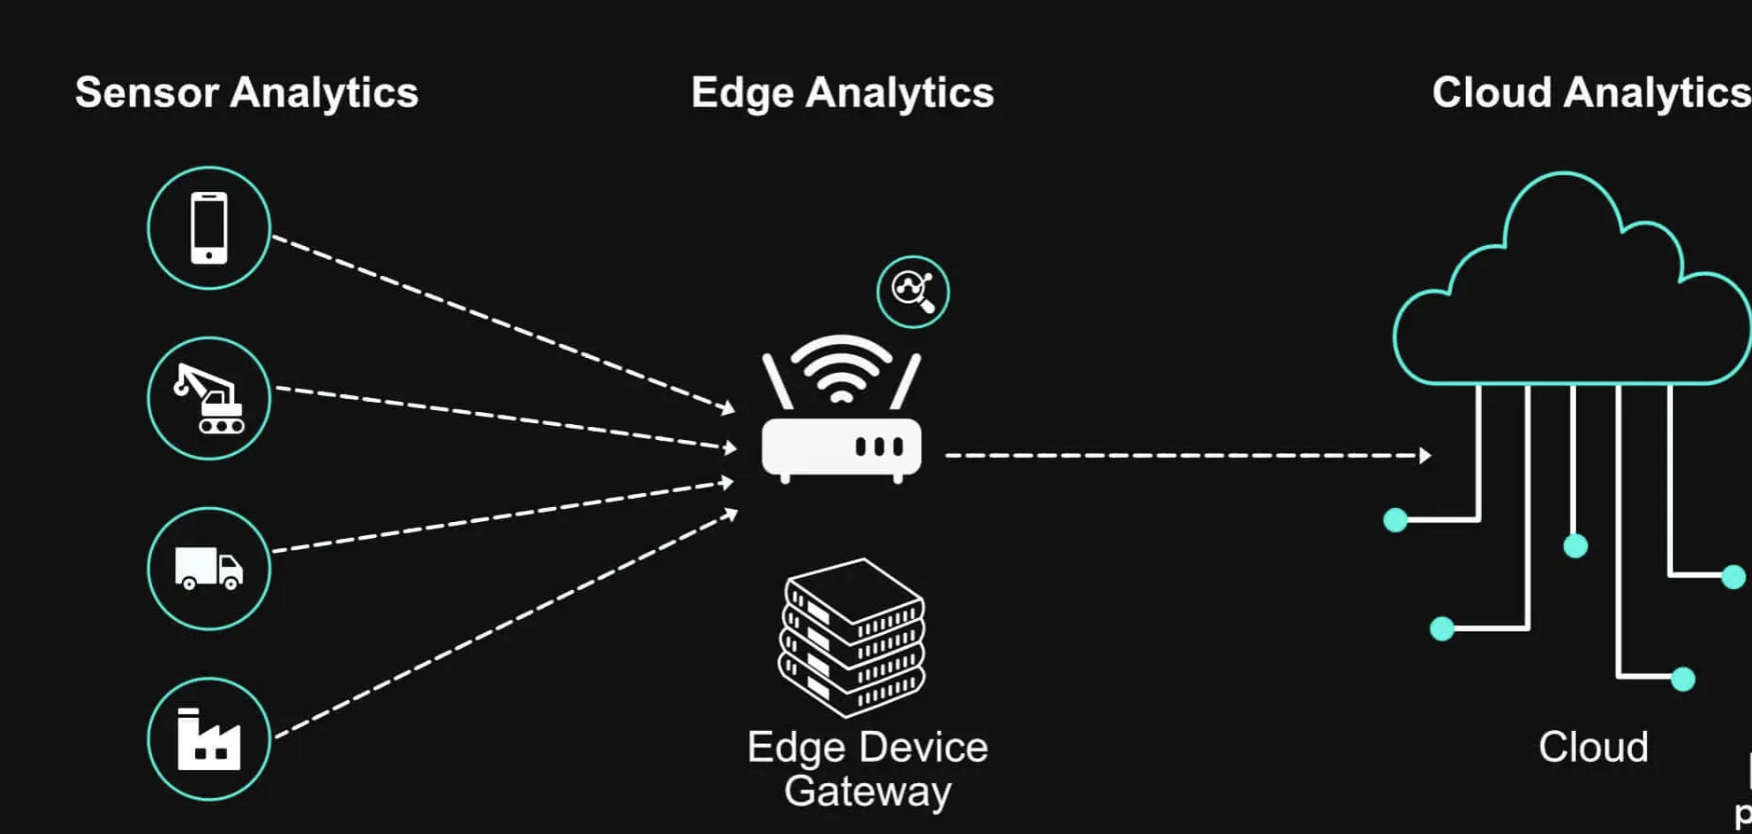 Sensor Analytics
Edge Analytics
Cloud Analytics
Edge Device
Gateway
Cloud